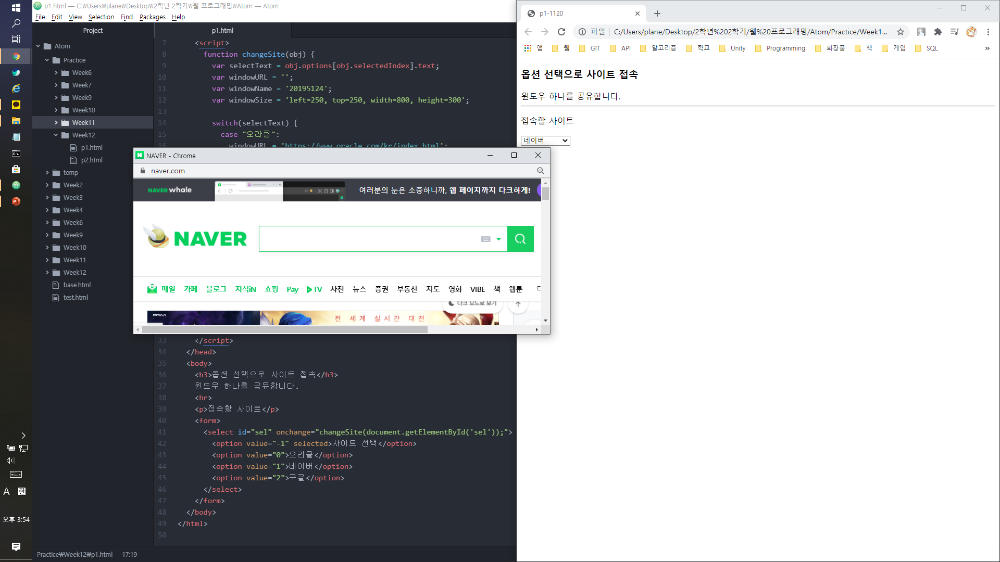 p1.html — C:₩Users₩plane₩Desktop₩2학년 2학기₩웹 프로그래밍₩Atom — Atom
File Edit View Selection Find Packages Help
Project
Atom
Practice
Week6
Week7
Week9
Week10
Week11
Week12
p1.html
p2.html
temp
Week2
Week3
Week4
Week6
Week9
Week10
Week11
Week12
base.html
test.html
p1.html
7 <script>
8 function changeSite(obj) {
9 var selectText = obj.options[obj.selectedIndex].text;
10 var windowURL = '';
11 var windowName = '20195124';
12 var windowSize = 'left=250, top=250, width=800, height=300';
13
14 switch(selectText) {
15 case "오라클":
16 windowURL = 'https://www.oracle.com/kr/index.html';
33 </script>
34 </head>
35 <body>
36 <h3>옵션 선택으로 사이트 접속</h3>
37 윈도우 하나를 공유합니다.
38 <hr>
39 <p>접속할 사이트</p>
40 <form>
41 <select id="sel" onchange="changeSite(document.getElementById('sel'));">
42 <option value="-1" selected>사이트 선택</option>
43 <option value="0">오라클</option>
44 <option value="1">네이버</option>
45 <option value="2">구글</option>
46 </select>
47 </form>
48 </body>
49 </html>
50
Practice₩Week12₩p1.html 17:19
NAVER - Chrome
naver.com
NAVER whale
여러분의 눈은 소중하니까, 웹 페이지까지 다크하게!
NAVER
메일 카페 블로그 지식iN 쇼핑 Pay TV 사전 뉴스 증권 부동산 지도 영화 VIBE 책 웹툰
다크 모드로 보기
전 세계 실시간 대전
p1-1120
파일 C:/Users/plane/Desktop/2학년%202학기/웹%20프로그래밍/Atom/Practice/Week1...
앱 웹 GIT API 알고리즘 학교 Unity Programming 화장품 책 게임 SQL »
옵션 선택으로 사이트 접속
윈도우 하나를 공유합니다.
접속할 사이트
네이버
A 한
오후 3:54